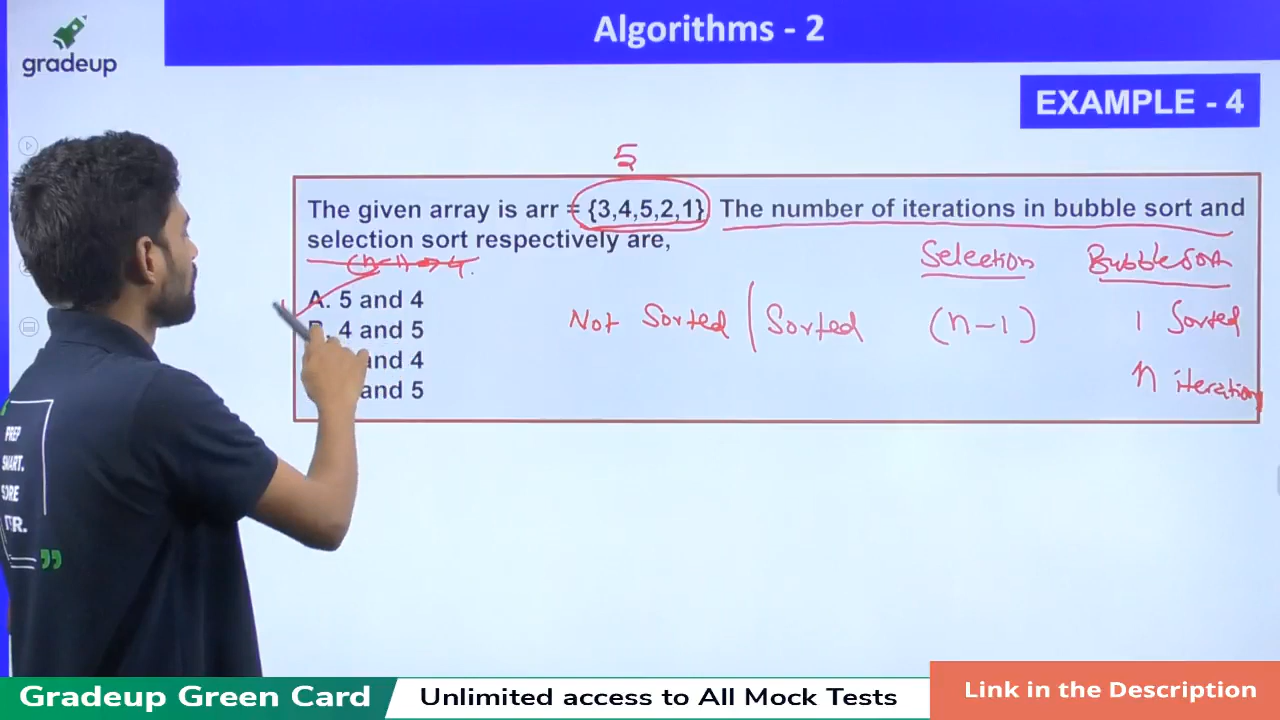 Algorithms - 2
gradeup
EXAMPLE - 4
5
The given array is arr = {3,4,5,2,1} The number of iterations in bubble sort and
selection sort respectively are,
(n-1) → 4.
Selection
Bubble Sort
A. 5 and 4
B. 4 and 5
and 4
and 5
Not Sorted | Sorted
(n-1)
1 Sorted
n iteration
PREP
SMART.
SCORE
Gradeup Green Card
Unlimited access to All Mock Tests
Link in the Description